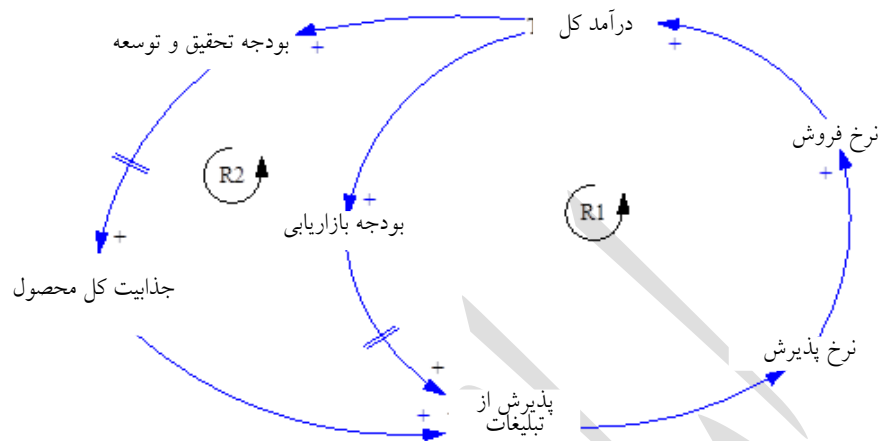 درآمد کل
بودجه تحقیق و توسعه
+
+
نرخ فروش
+
R2
R1
+
بودجه بازاریابی
+
جذابیت کل محصول
نرخ پذیرش
+
+
پذیرش از
تبلیغات
+